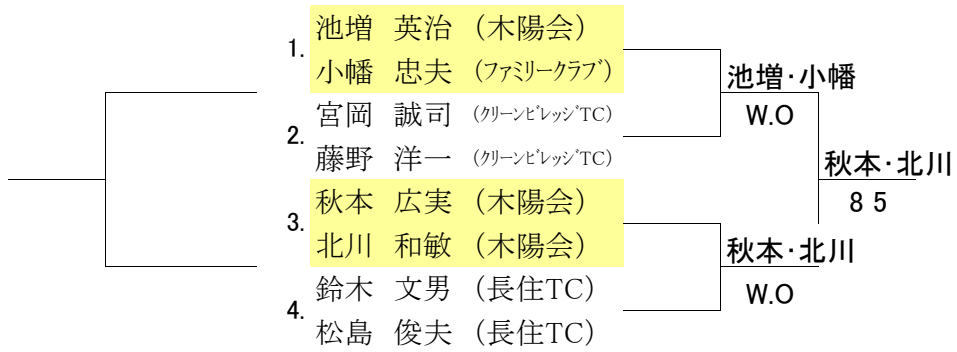 1. 池増 英治 (木陽会)
小幡 忠夫 (ﾌｧﾐﾘｰｸﾗﾌﾞ)
2. 宮岡 誠司 (ｸﾘｰﾝﾋﾞﾚｯｼﾞTC)
藤野 洋一 (ｸﾘｰﾝﾋﾞﾚｯｼﾞTC)
3. 秋本 広実 (木陽会)
北川 和敏 (木陽会)
4. 鈴木 文男 (長住TC)
松島 俊夫 (長住TC)
池増･小幡
W.O
秋本･北川
W.O
秋本･北川
8 5